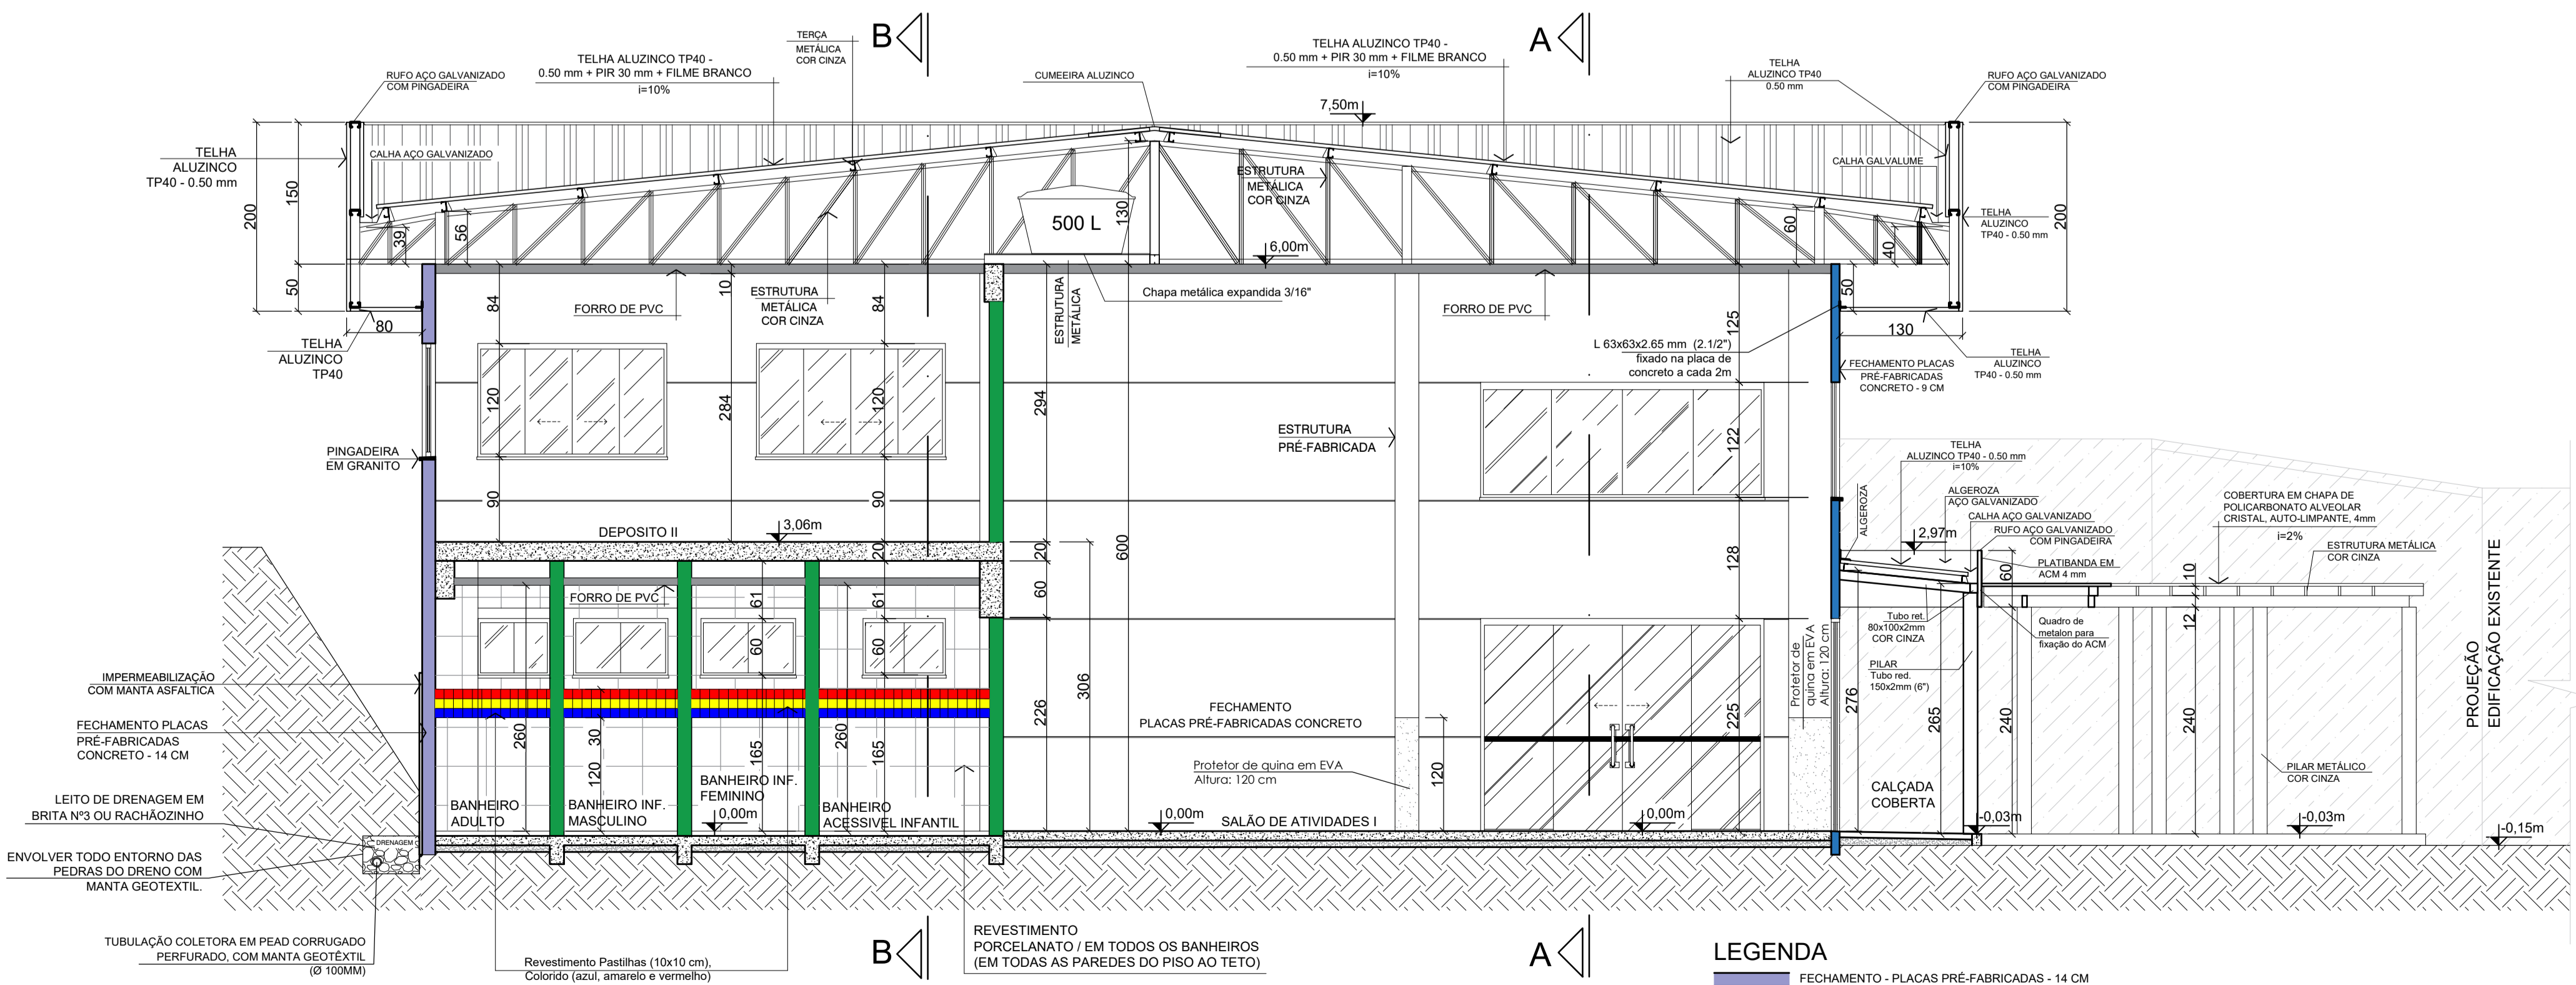 B
A
TERÇA
METÁLICA
COR CINZA
TELHA ALUZINCO TP40 -
0.50 mm + PIR 30 mm + FILME BRANCO
i=10%
RUFO AÇO GALVANIZADO
COM PINGADEIRA
CUMEEIRA ALUZINCO
TELHA ALUZINCO TP40 -
0.50 mm + PIR 30 mm + FILME BRANCO
i=10%
TELHA
ALUZINCO TP40
0.50 mm
RUFO AÇO GALVANIZADO
COM PINGADEIRA
7,50m
TELHA
ALUZINCO
TP40 - 0.50 mm
CALHA AÇO GALVANIZADO
CALHA GALVALUME
ESTRUTURA
METÁLICA
COR CINZA
TELHA
ALUZINCO
TP40 - 0.50 mm
200
150
50
39
56
500 L
130
60
40
200
6,00m
80
TELHA
ALUZINCO
TP40
84
FORRO DE PVC
10
ESTRUTURA
METÁLICA
COR CINZA
84
ESTRUTURA
METÁLICA
Chapa metálica expandida 3/16"
FORRO DE PVC
125
50
130
L 63x63x2.65 mm (2.1/2")
fixado na placa de
concreto a cada 2m
FECHAMENTO PLACAS
PRÉ-FABRICADAS
CONCRETO - 9 CM
TELHA
ALUZINCO
TP40 - 0.50 mm
120
284
120
294
ESTRUTURA
PRÉ-FABRICADA
122
PINGADEIRA
EM GRANITO
90
90
DEPOSITO II
3,06m
20
20
60
600
128
TELHA
ALUZINCO TP40 - 0.50 mm
i=10%
ALGEROZA
ALGEROZA
AÇO GALVANIZADO
CALHA AÇO GALVANIZADO
RUFO AÇO GALVANIZADO
COM PINGADEIRA
2,97m
PLATIBANDA EM
ACM 4 mm
COBERTURA EM CHAPA DE
POLICARBONATO ALVEOLAR
CRISTAL, AUTO-LIMPANTE, 4mm
i=2%
ESTRUTURA METÁLICA
COR CINZA
60
10
12
FORRO DE PVC
61
61
60
60
306
Tubo ret.
80x100x2mm
COR CINZA
Quadro de
metalon para
fixação do ACM
PILAR
Tubo red.
150x2mm (6")
Protetor de
quina em EVA
Altura: 120 cm
PROJEÇÃO
EDIFICAÇÃO EXISTENTE
IMPERMEABILIZAÇÃO
COM MANTA ASFALTICA
FECHAMENTO PLACAS
PRÉ-FABRICADAS
CONCRETO - 14 CM
260
30
120
165
260
165
226
FECHAMENTO
PLACAS PRÉ-FABRICADAS CONCRETO
225
276
265
240
240
Protetor de quina em EVA
Altura: 120 cm
120
PILAR METÁLICO
COR CINZA
LEITO DE DRENAGEM EM
BRITA Nº3 OU RACHÃOZINHO
BANHEIRO
ADULTO
BANHEIRO INF.
MASCULINO
BANHEIRO INF.
FEMININO
BANHEIRO
ACESSIVEL INFANTIL
0,00m
0,00m
SALÃO DE ATIVIDADES I
0,00m
CALÇADA
COBERTA
-0,03m
-0,03m
-0,15m
DRENAGEM
ENVOLVER TODO ENTORNO DAS
PEDRAS DO DRENO COM
MANTA GEOTEXTIL.
TUBULAÇÃO COLETORA EM PEAD CORRUGADO
PERFURADO, COM MANTA GEOTÊXTIL
(Ø 100MM)
Revestimento Pastilhas (10x10 cm),
Colorido (azul, amarelo e vermelho)
B
REVESTIMENTO
PORCELANATO / EM TODOS OS BANHEIROS
(EM TODAS AS PAREDES DO PISO AO TETO)
A
LEGENDA
FECHAMENTO - PLACAS PRÉ-FABRICADAS - 14 CM